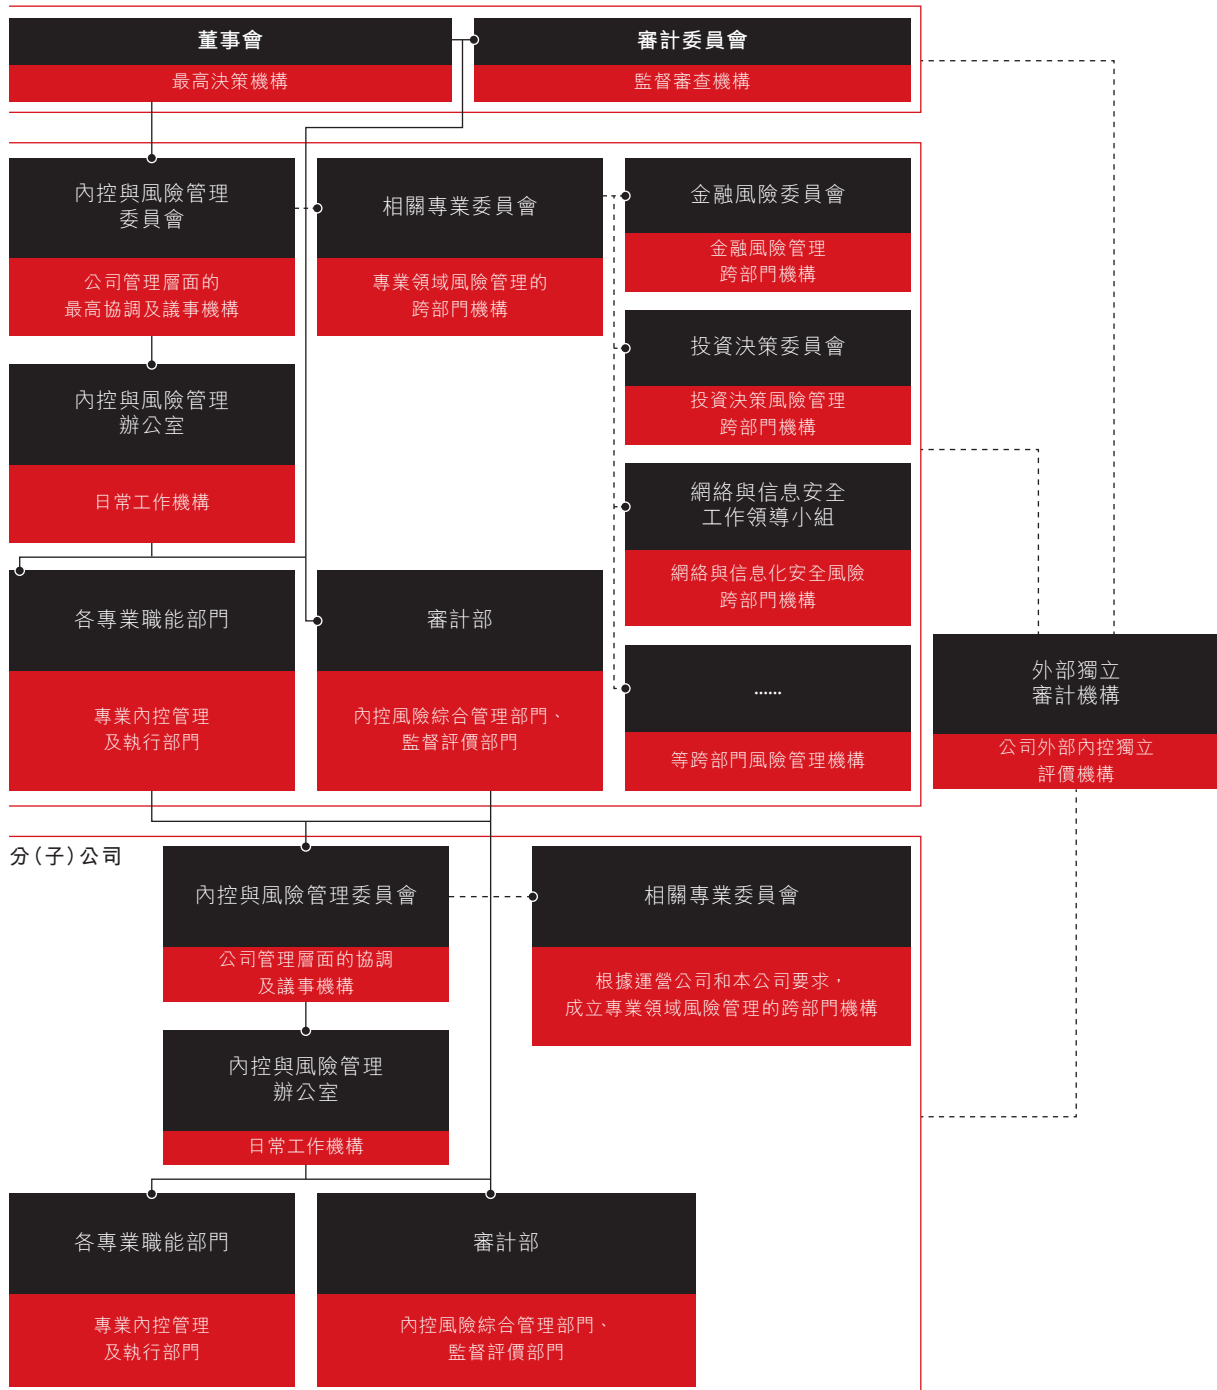 董事會
最高決策機構
審計委員會
監督審查機構
內控與風險管理
委員會
公司管理層面的
最高協調及議事機構
相關專業委員會
專業領域風險管理的
跨部門機構
金融風險委員會
金融風險管理
跨部門機構
投資決策委員會
投資決策風險管理
跨部門機構
內控與風險管理
辦公室
日常工作機構
網絡與信息安全
工作領導小組
網絡與信息化安全風險
跨部門機構
各專業職能部門
專業內控管理
及執行部門
審計部
內控風險綜合管理部門、
監督評價部門
......
等跨部門風險管理機構
外部獨立
審計機構
公司外部內控獨立
評價機構
分(子)公司
內控與風險管理委員會
公司管理層面的協調
及議事機構
相關專業委員會
根據運營公司和本公司要求，
成立專業領域風險管理的跨部門機構
內控與風險管理
辦公室
日常工作機構
各專業職能部門
專業內控管理
及執行部門
審計部
內控風險綜合管理部門、
監督評價部門